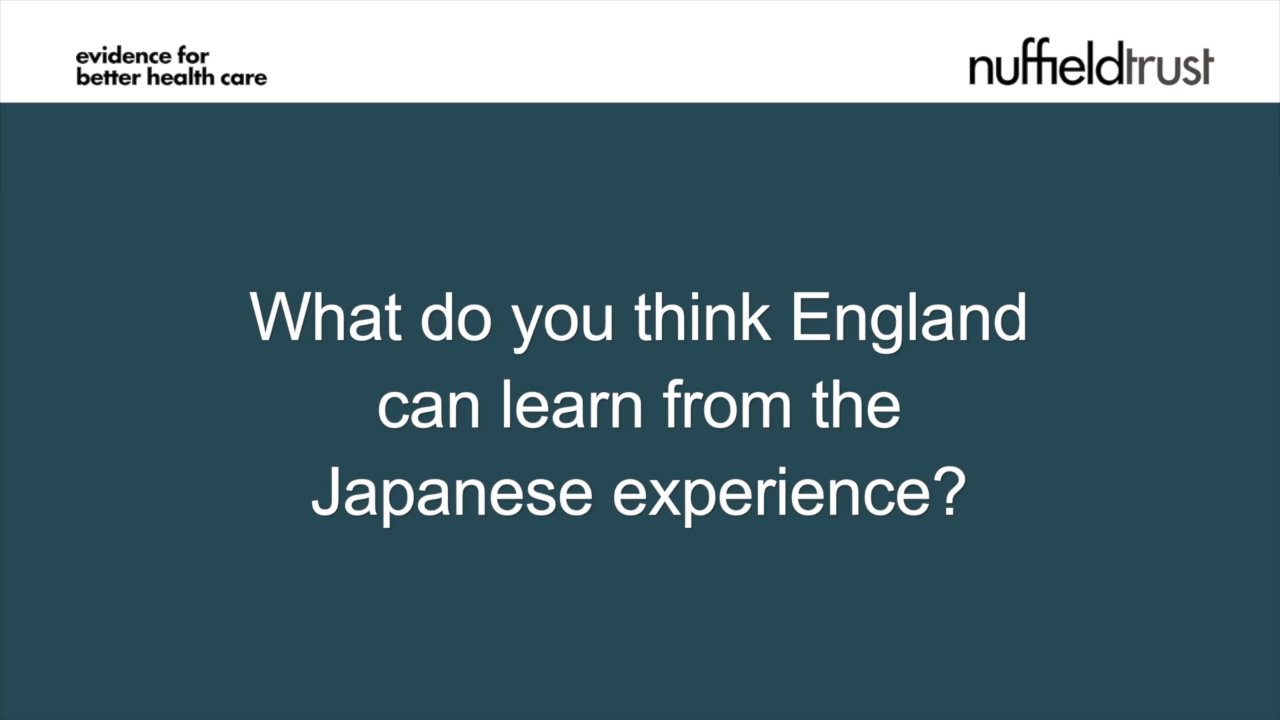 evidence for
better health care
nuffieldtrust
What do you think England
can learn from the
Japanese experience?